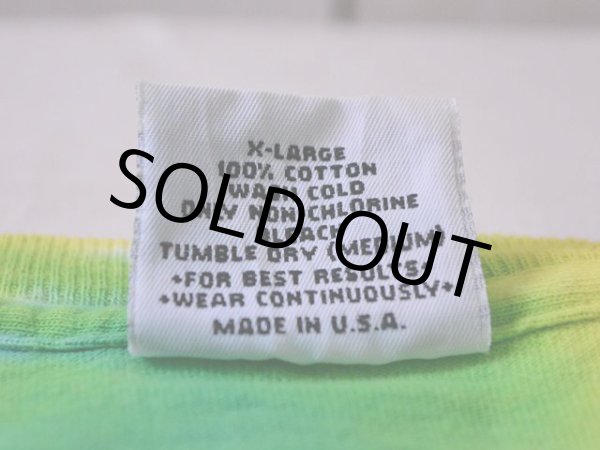 X-LARGE
100% COTTON
WASH COLD
ONLY NON-CHLORINE
BLEACH
TUMBLE DRY (MEDIUM)
*FOR BEST RESULTS,
*WEAR CONTINUOUSLY*
MADE IN U.S.A.
SOLD OUT